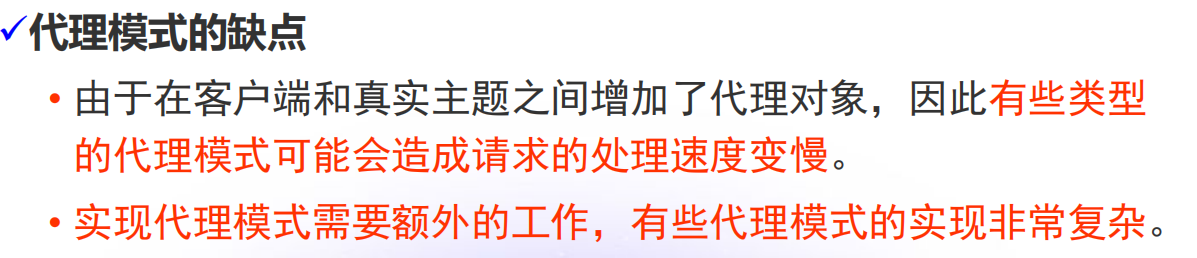 ✓代理模式的缺点
• 由于在客户端和真实主题之间增加了代理对象，因此有些类型
的代理模式可能会造成请求的处理速度变慢。
• 实现代理模式需要额外的工作，有些代理模式的实现非常复杂。